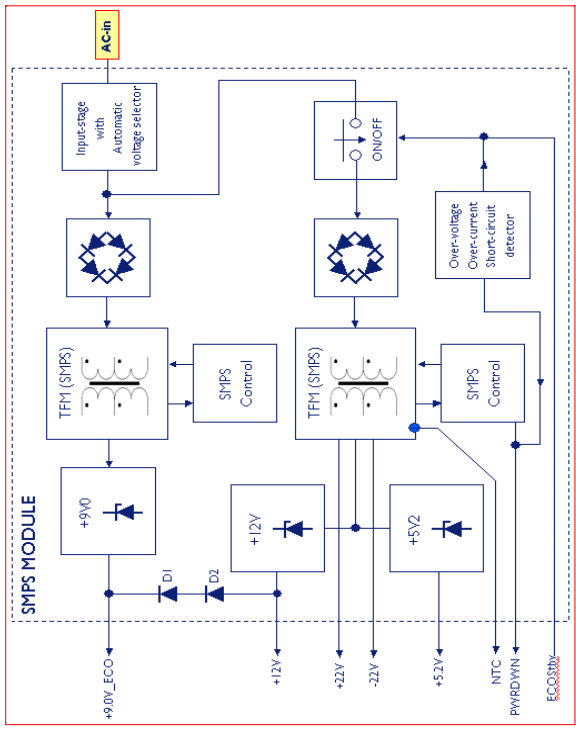 AC-in
Input-stage
with
Automatic
voltage selector
ON/OFF
Over-voltage
Over-current
Short-circuit
detector
TFM (SMPS)
SMPS
Control
TFM (SMPS)
SMPS
Control
+9V0
+12V
+5V2
SMPS MODULE
D1
D2
+9.0V_ECO
+12V
+22V
-22V
+5.2V
NTC
PWRDWN
ECOStby